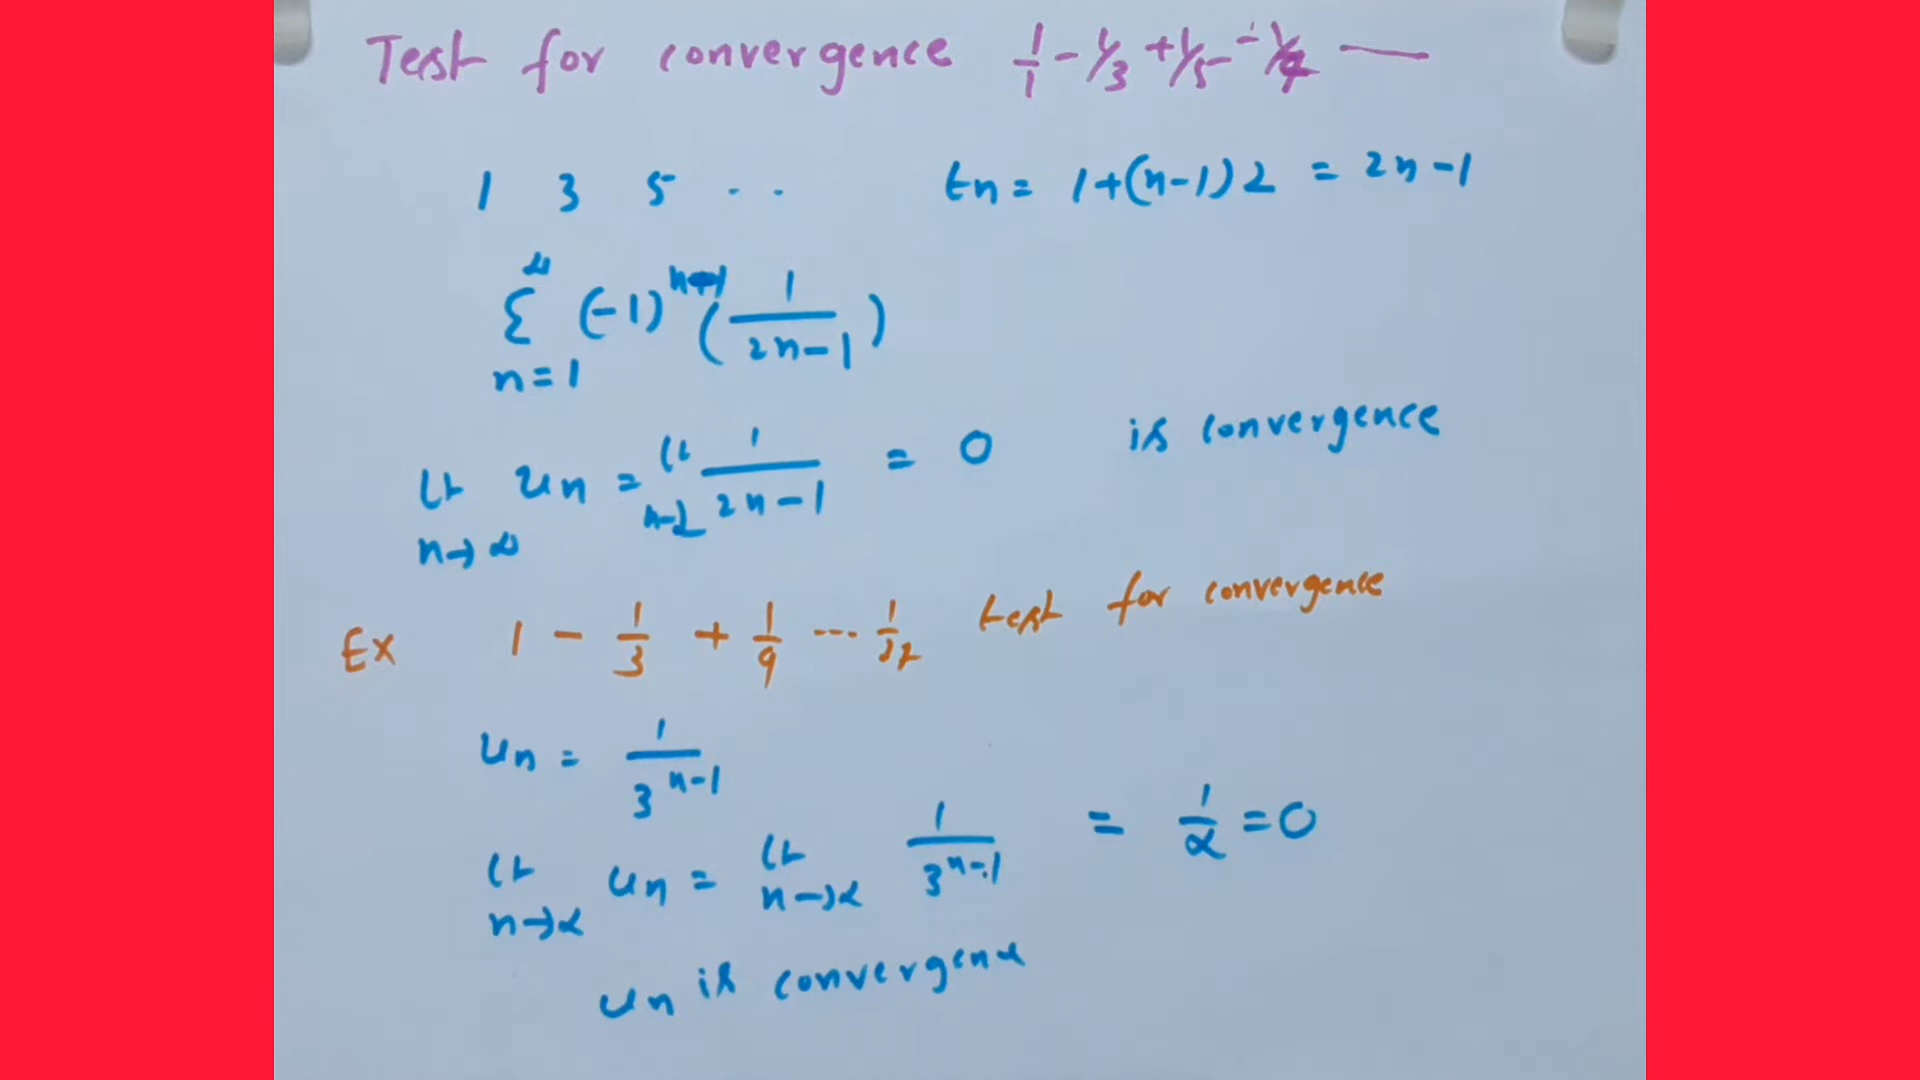 Test for convergence 1/1 - 1/3 + 1/5 - 1/7 —
1 3 5 .. tn = 1+(n-1)2 = 2n-1
∞
Σ (-1)^n+1 (1/2n-1)
n=1
Lt un = Lt 1/2n-1 = 0 is convergence
n→∞
Ex 1 - 1/3 + 1/9 --- 1/27 test for convergence
un = 1/3^n-1
Lt un = Lt 1/3^n-1 = 1/∞ = 0
n→∞ n→∞
un is convergence